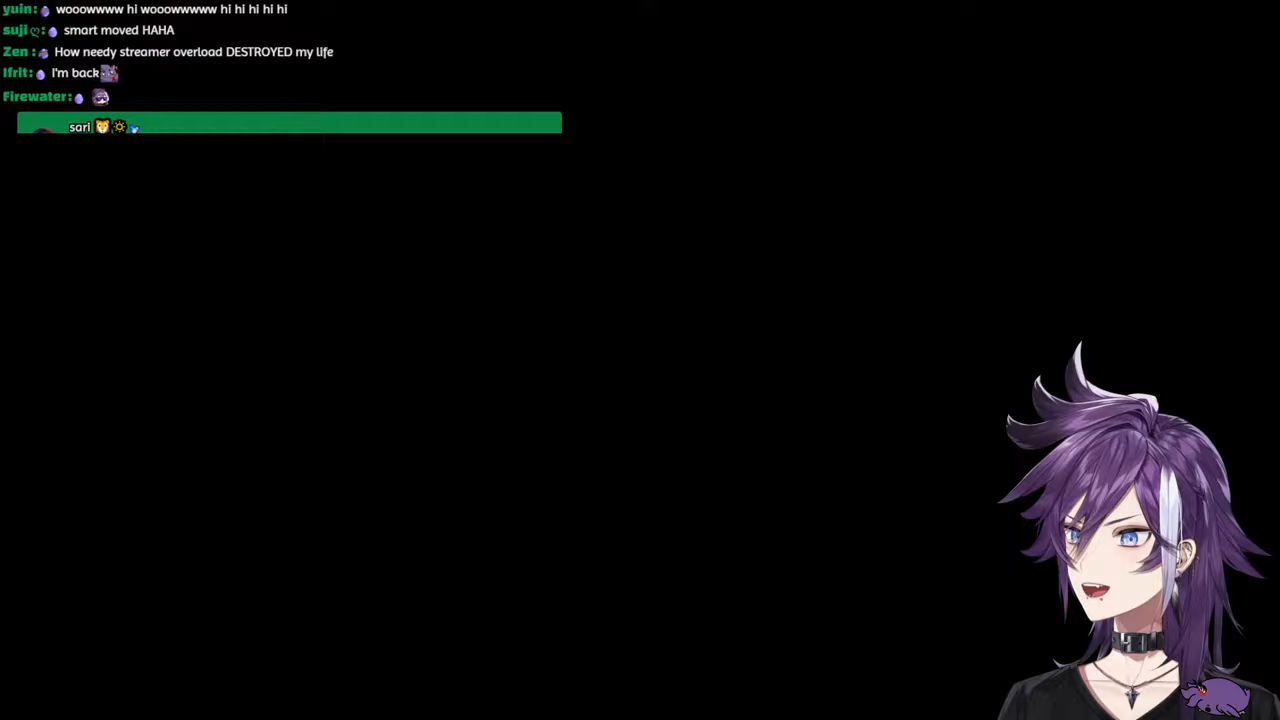 yuin: wooowwww hi wooowwwww hi hi hi hi hi
suji ღ: smart moved HAHA
Zen : How needy streamer overload DESTROYED my life
Ifrit: I'm back
Firewater:
sari